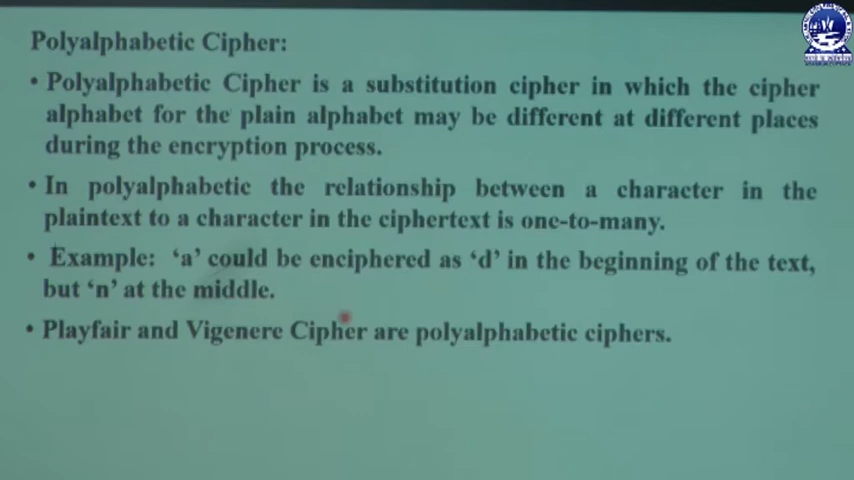 Polyalphabetic Cipher:
• Polyalphabetic Cipher is a substitution cipher in which the cipher
alphabet for the plain alphabet may be different at different places
during the encryption process.
• In polyalphabetic the relationship between a character in the
plaintext to a character in the ciphertext is one-to-many.
• Example: ‘a’ could be enciphered as ‘d’ in the beginning of the text,
but ‘n’ at the middle.
• Playfair and Vigenere Cipher are polyalphabetic ciphers.